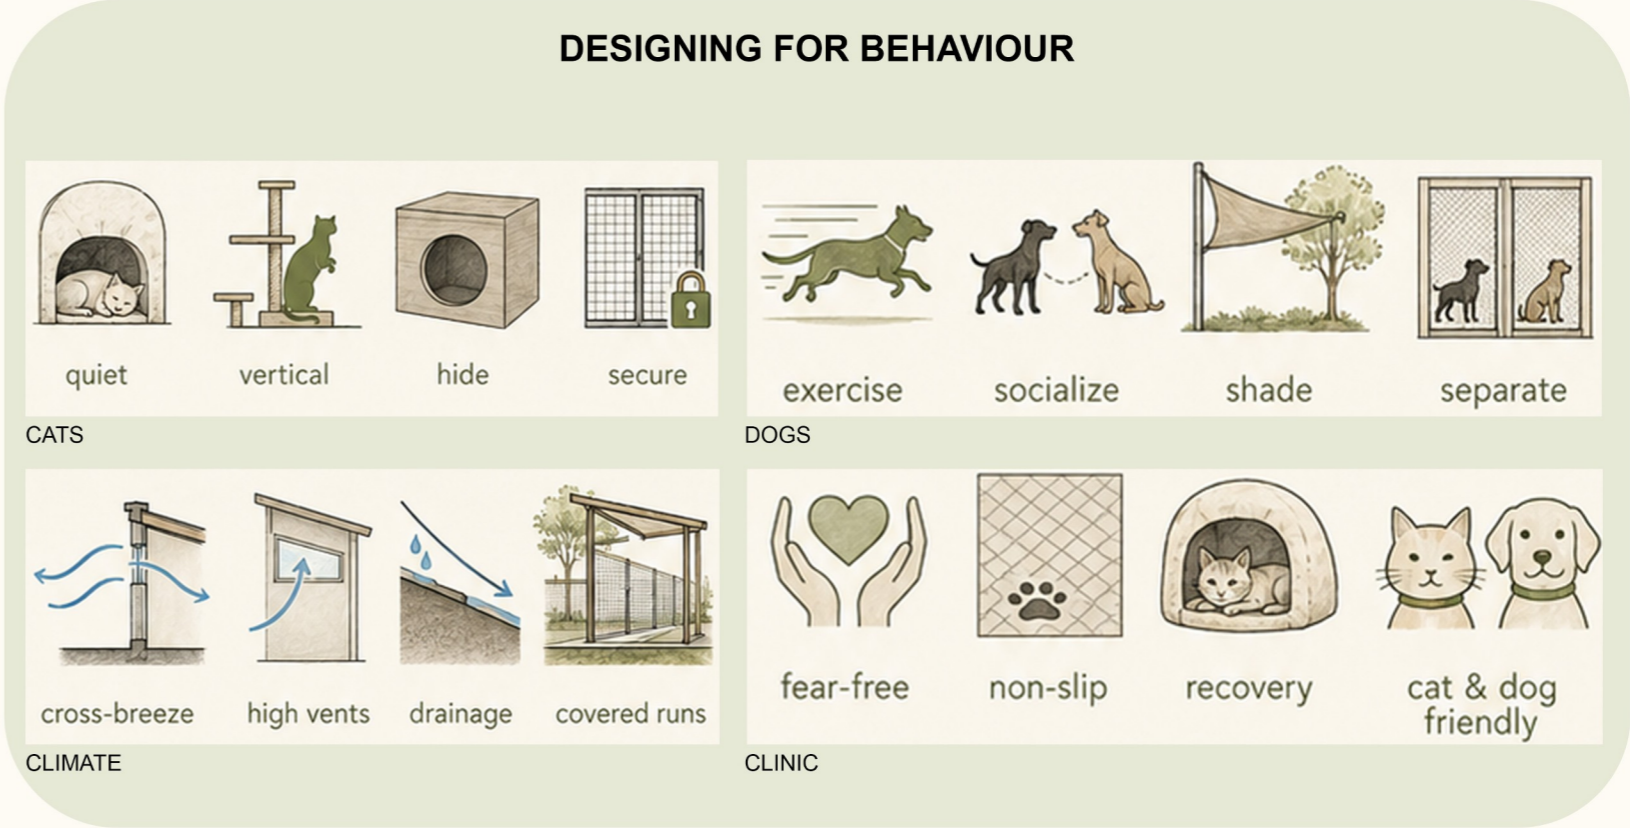 DESIGNING FOR BEHAVIOUR
quiet
vertical
hide
secure
CATS
exercise
socialize
shade
separate
DOGS
cross-breeze
high vents
drainage
covered runs
CLIMATE
fear-free
non-slip
recovery
cat & dog
friendly
CLINIC